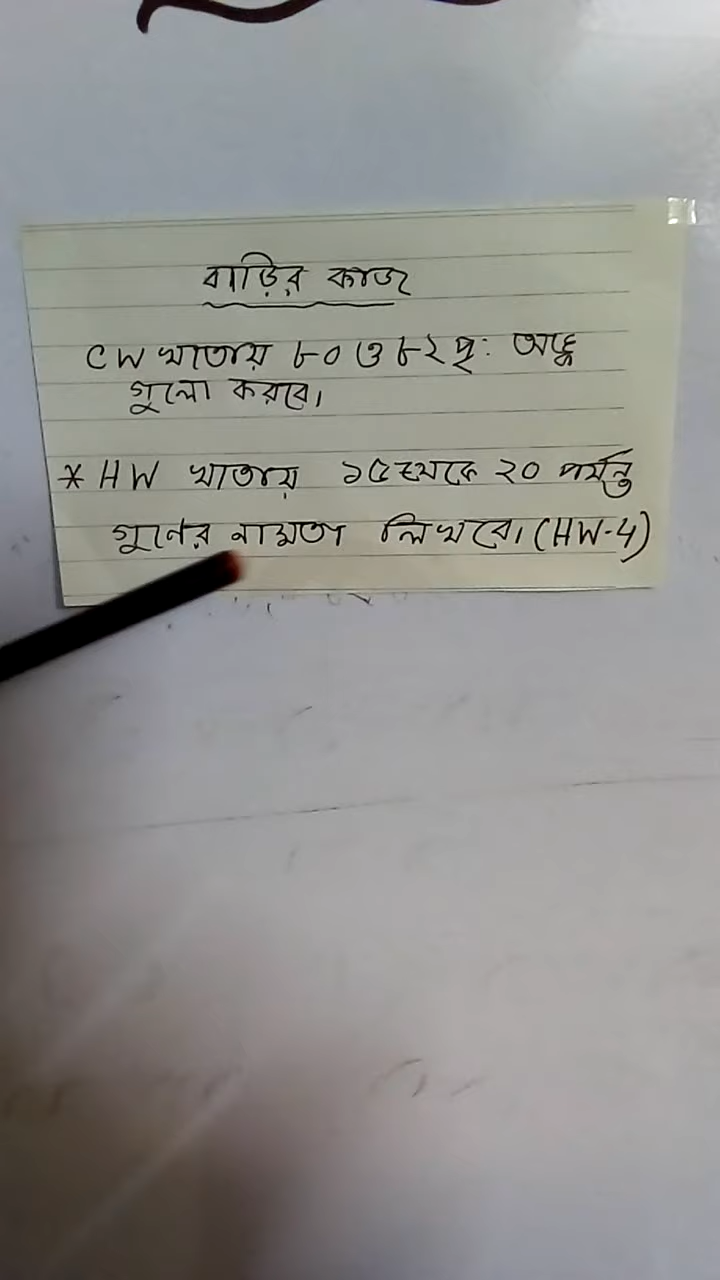 বাড়ির কাজ
CW খাতায় ৮০ ও ৮২ পৃ: অঙ্ক
গুলো করবে।
* HW খাতায় ১৫ থেকে ২০ পর্যন্ত
গুণের নামতা লিখবে। (HW-4)